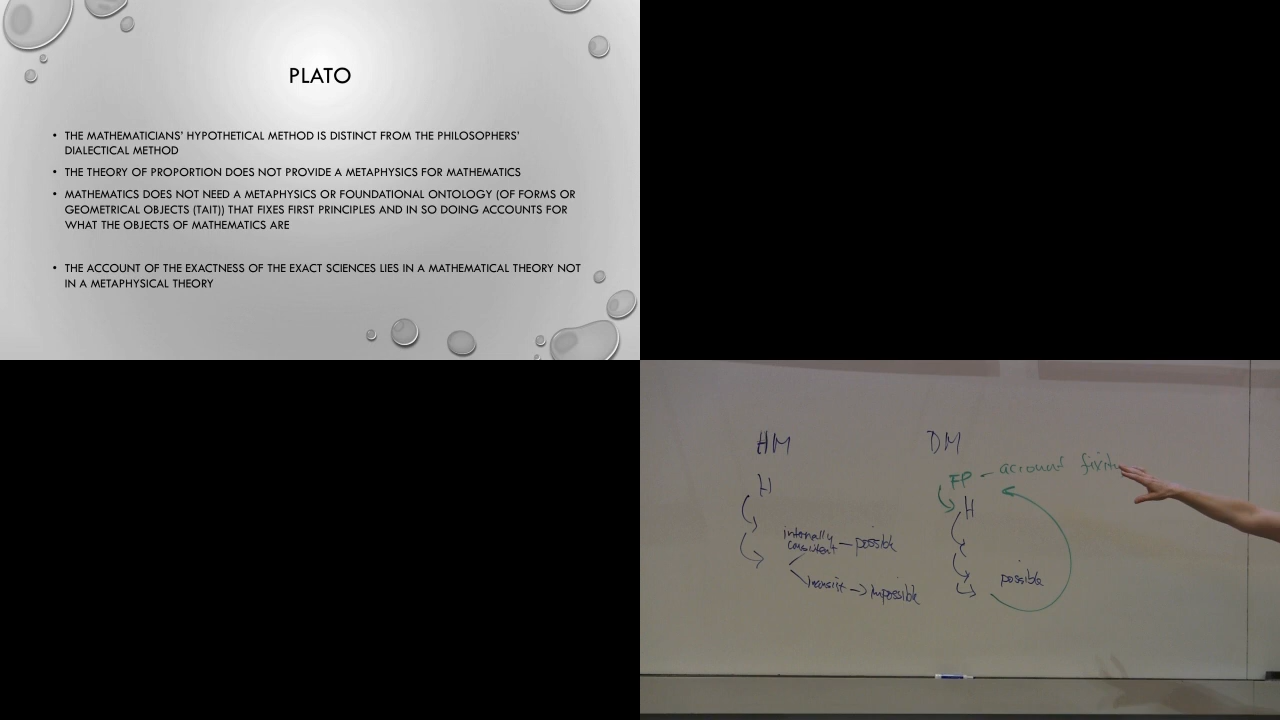 PLATO
• THE MATHEMATICIANS' HYPOTHETICAL METHOD IS DISTINCT FROM THE PHILOSOPHERS'
DIALECTICAL METHOD
• THE THEORY OF PROPORTION DOES NOT PROVIDE A METAPHYSICS FOR MATHEMATICS
• MATHEMATICS DOES NOT NEED A METAPHYSICS OR FOUNDATIONAL ONTOLOGY (OF FORMS OR
GEOMETRICAL OBJECTS (TAIT)) THAT FIXES FIRST PRINCIPLES AND IN SO DOING ACCOUNTS FOR
WHAT THE OBJECTS OF MATHEMATICS ARE
• THE ACCOUNT OF THE EXACTNESS OF THE EXACT SCIENCES LIES IN A MATHEMATICAL THEORY NOT
IN A METAPHYSICAL THEORY
HM
H
internally
consistent — possible
inconsist → impossible
DM
FP – account
H
possible